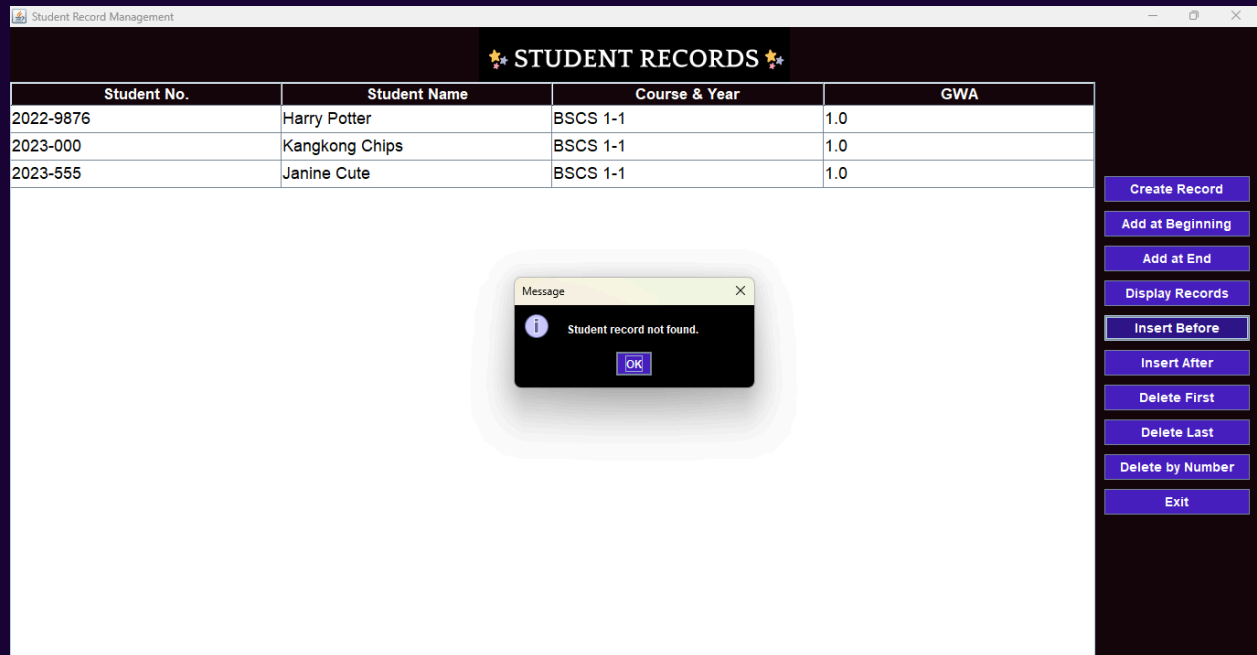 Student Record Management
STUDENT RECORDS
Student No. Student Name Course & Year GWA
2022-9876 Harry Potter BSCS 1-1 1.0
2023-000 Kangkong Chips BSCS 1-1 1.0
2023-555 Janine Cute BSCS 1-1 1.0
Message
i Student record not found.
OK
Create Record
Add at Beginning
Add at End
Display Records
Insert Before
Insert After
Delete First
Delete Last
Delete by Number
Exit